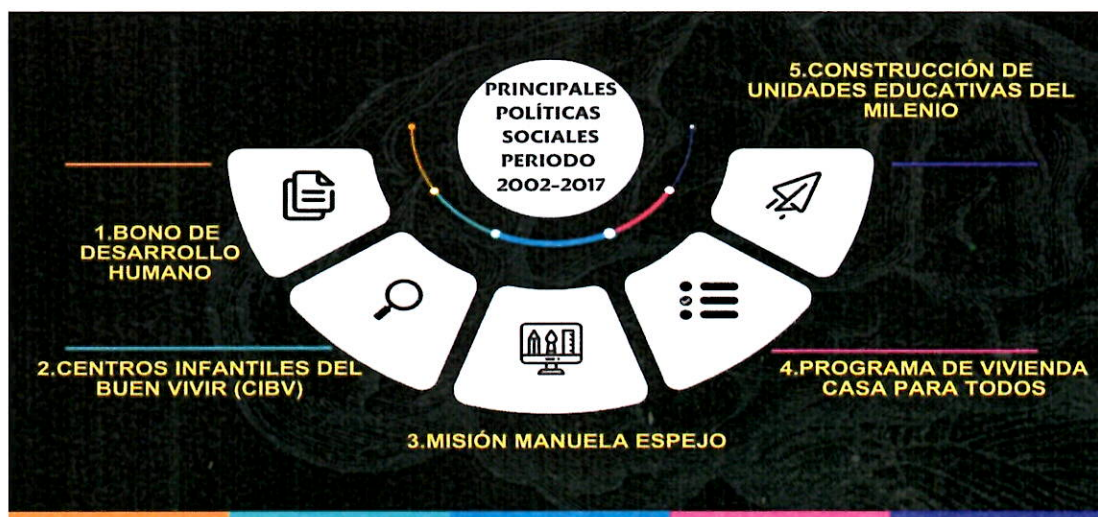 PRINCIPALES
POLÍTICAS
SOCIALES
PERIODO
2002-2017
1.BONO DE
DESARROLLO
HUMANO
2.CENTROS INFANTILES DEL
BUEN VIVIR (CIBV)
3.MISIÓN MANUELA ESPEJO
4.PROGRAMA DE VIVIENDA
CASA PARA TODOS
5.CONSTRUCCIÓN DE
UNIDADES EDUCATIVAS DEL
MILENIO